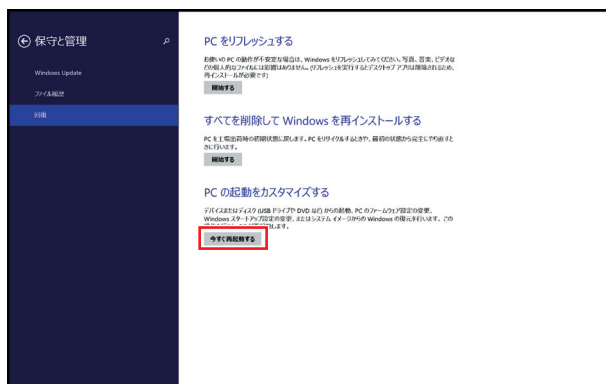 保守と管理
Windows Update
ファイル履歴
回復
PC をリフレッシュする
お使いの PC の動作が不安定な場合は、Windows をリフレッシュしてみてください。写真、音楽、ビデオな
どの個人的なファイルには影響はありません。(リフレッシュを実行するとデスクトップ アプリは削除されるため、
再インストールが必要です)
開始する
すべてを削除して Windows を再インストールする
PC を工場出荷時の初期状態に戻します。PC をリサイクルするときや、最初の状態から完全にやり直すと
きに行います。
開始する
PC の起動をカスタマイズする
デバイスまたはディスク (USB ドライブや DVD など) からの起動、PC のファームウェア設定の変更、
Windows スタートアップ設定の変更、またはシステム イメージからの Windows の復元を行います。この
します。
今すぐ再起動する